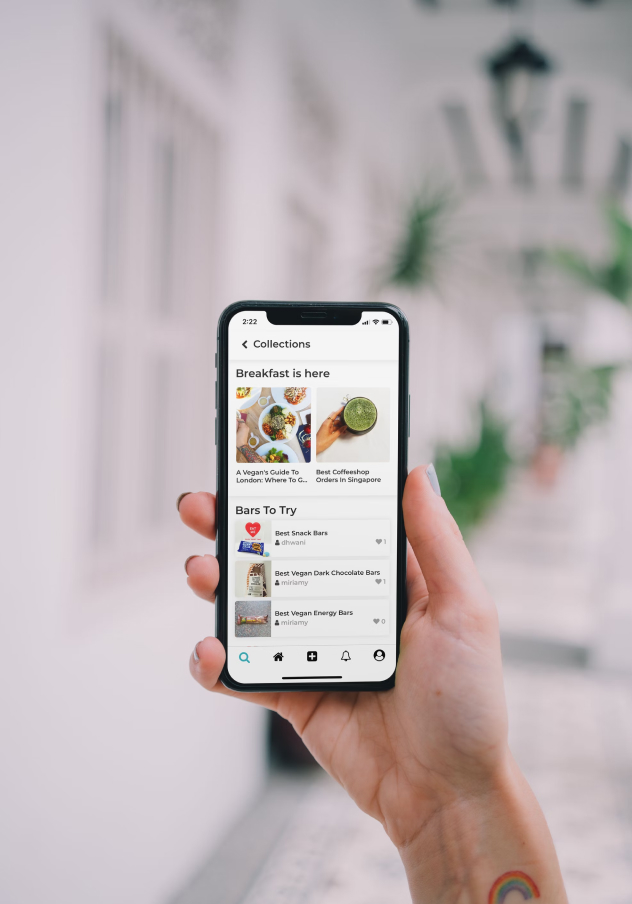 2:22
Collections
Breakfast is here
A Vegan's Guide To
London: Where To G...
Best Coffeeshop
Orders In Singapore
Bars To Try
Best Snack Bars
dhwani
1
Best Vegan Dark Chocolate Bars
miriamy
1
Best Vegan Energy Bars
miriamy
0